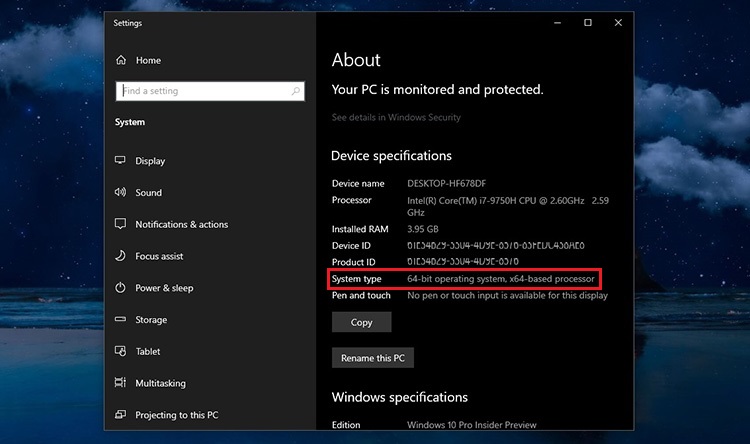 Settings
Home
Find a setting
System
Display
Sound
Notifications & actions
Focus assist
Power & sleep
Storage
Tablet
Multitasking
Projecting to this PC
About
Your PC is monitored and protected.
See details in Windows Security
Device specifications
Device name DESKTOP-HF678DF
Processor Intel(R) Core(TM) i7-9750H CPU @ 2.60GHz 2.59
GHz
Installed RAM 3.95 GB
Device ID
Product ID
System type 64-bit operating system, x64-based processor
Pen and touch No pen or touch input is available for this display
Copy
Rename this PC
Windows specifications
Edition Windows 10 Pro Insider Preview